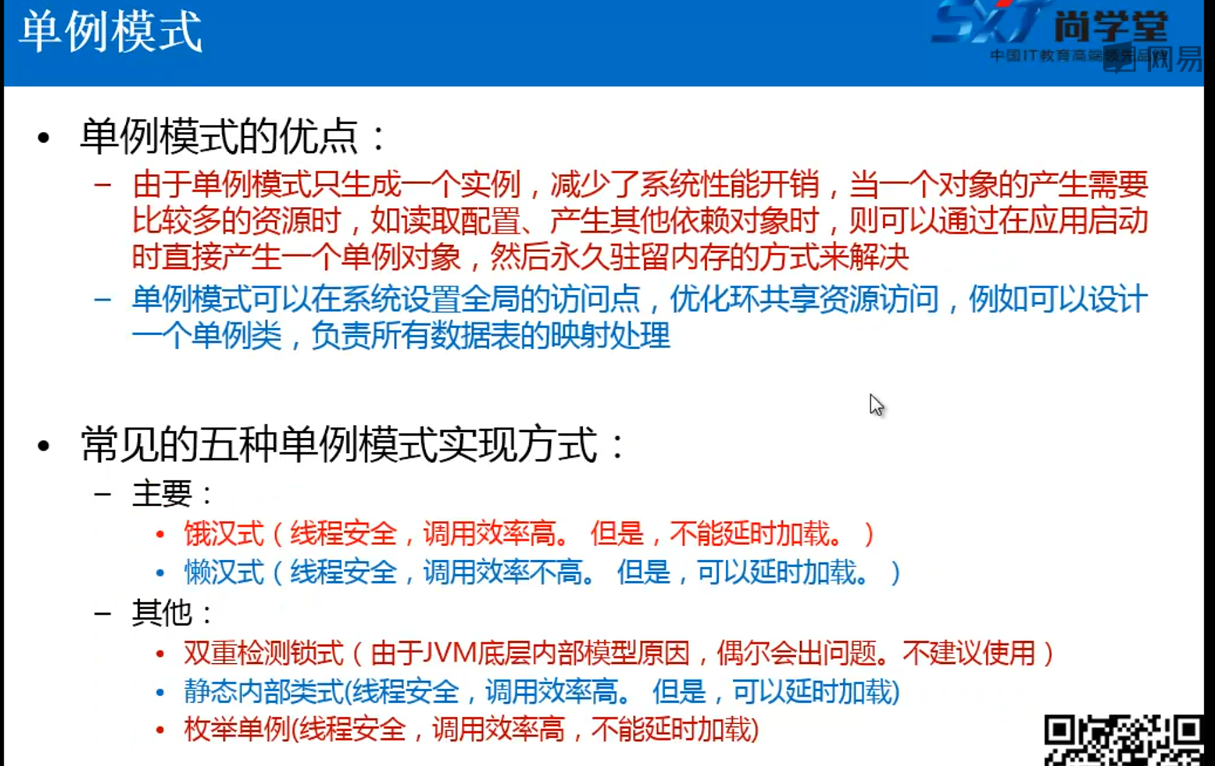 单例模式
SXT 尚学堂
中国IT教育高端领先品牌
网易
• 单例模式的优点：
– 由于单例模式只生成一个实例，减少了系统性能开销，当一个对象的产生需要
比较多的资源时，如读取配置、产生其他依赖对象时，则可以通过在应用启动
时直接产生一个单例对象，然后永久驻留内存的方式来解决
– 单例模式可以在系统设置全局的访问点，优化环共享资源访问，例如可以设计
一个单例类，负责所有数据表的映射处理
• 常见的五种单例模式实现方式：
– 主要：
• 饿汉式（线程安全，调用效率高。 但是，不能延时加载。）
• 懒汉式（线程安全，调用效率不高。 但是，可以延时加载。）
– 其他：
• 双重检测锁式（由于JVM底层内部模型原因，偶尔会出问题。不建议使用）
• 静态内部类式(线程安全，调用效率高。 但是，可以延时加载)
• 枚举单例(线程安全，调用效率高，不能延时加载)